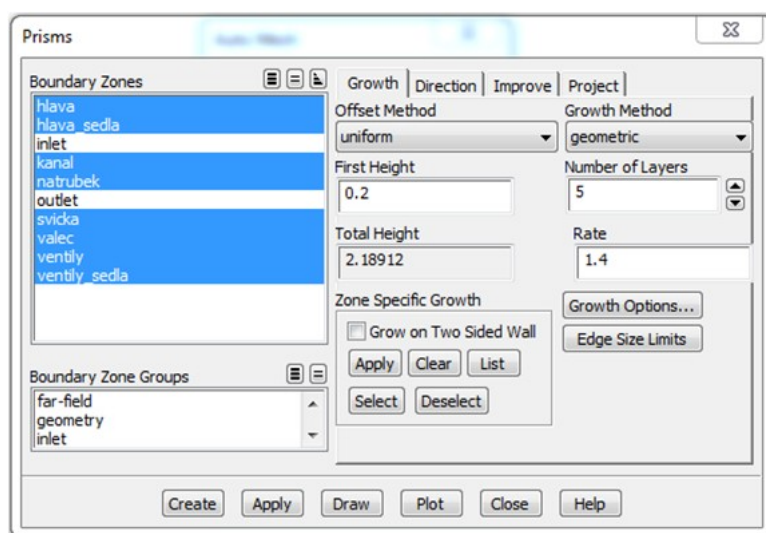 Prisms
Boundary Zones
hlava
hlava_sedla
inlet
kanal
natrubek
outlet
svicka
valec
ventily
ventily_sedla
Boundary Zone Groups
far-field
geometry
inlet
Growth Direction Improve Project
Offset Method Growth Method
uniform geometric
First Height Number of Layers
0.2 5
Total Height Rate
2.18912 1.4
Zone Specific Growth Growth Options...
Grow on Two Sided Wall Edge Size Limits
Apply Clear List
Select Deselect
Create Apply Draw Plot Close Help